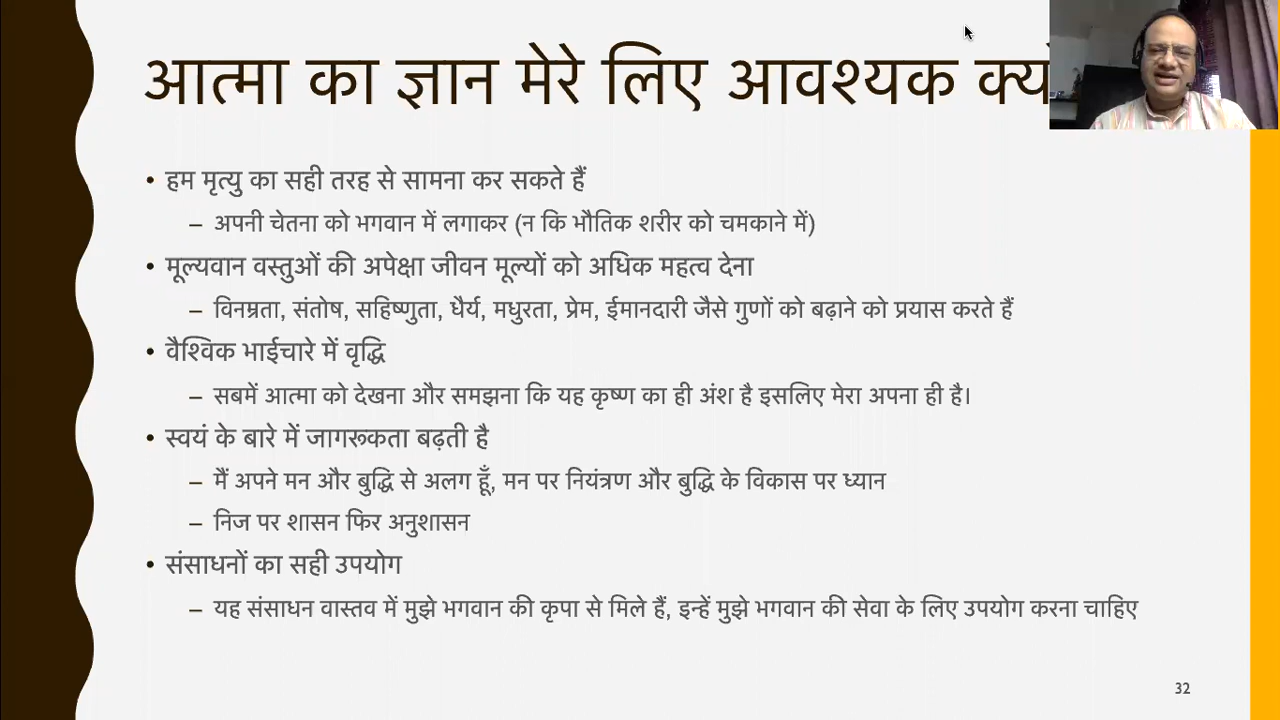 आत्मा का ज्ञान मेरे लिए आवश्यक
• हम मृत्यु का सही तरह से सामना कर सकते हैं
– अपनी चेतना को भगवान में लगाकर (न कि भौतिक शरीर को चमकाने में)
• मूल्यवान वस्तुओं की अपेक्षा जीवन मूल्यों को अधिक महत्व देना
– विनम्रता, संतोष, सहिष्णुता, धैर्य, मधुरता, प्रेम, ईमानदारी जैसे गुणों को बढ़ाने को प्रयास करते हैं
• वैश्विक भाईचारे में वृद्धि
– सबमें आत्मा को देखना और समझना कि यह कृष्ण का ही अंश है इसलिए मेरा अपना ही है।
• स्वयं के बारे में जागरूकता बढ़ती है
– मैं अपने मन और बुद्धि से अलग हूँ, मन पर नियंत्रण और बुद्धि के विकास पर ध्यान
– निज पर शासन फिर अनुशासन
• संसाधनों का सही उपयोग
– यह संसाधन वास्तव में मुझे भगवान की कृपा से मिले हैं, इन्हें मुझे भगवान की सेवा के लिए उपयोग करना चाहिए
32